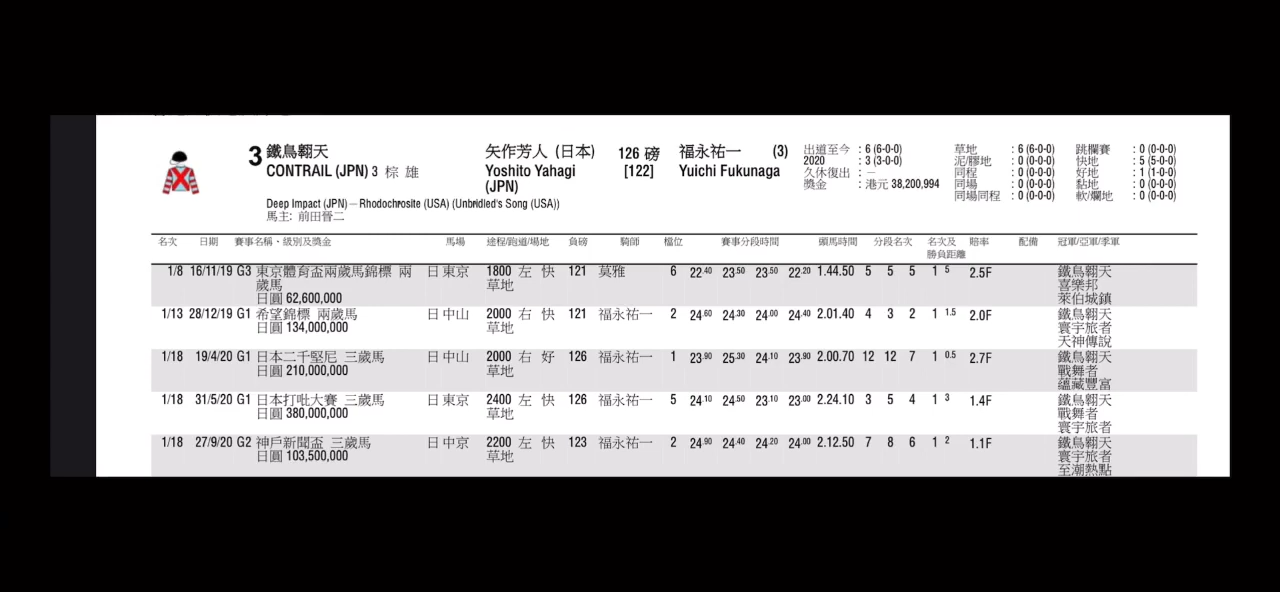 3 鐵鳥翱天 矢作芳人 (日本) 126 磅 福永祐一 (3) 出道至今 : 6 (6-0-0) 草地 : 6 (6-0-0) 跳欄賽 : 0 (0-0-0)
CONTRAIL (JPN) 3 棕 雄 Yoshito Yahagi [122] Yuichi Fukunaga 2020 : 3 (3-0-0) 泥/膠地 : 0 (0-0-0) 快地 : 5 (5-0-0)
(JPN) 久休復出 : — 同程 : 0 (0-0-0) 好地 : 1 (1-0-0)
獎金 : 港元 38,200,994 同場 : 0 (0-0-0) 黏地 : 0 (0-0-0)
Deep Impact (JPN) – Rhodochrosite (USA) (Unbridled's Song (USA)) 同場同程 : 0 (0-0-0) 軟/爛地 : 0 (0-0-0)
馬主: 前田晉二
名次 日期 賽事名稱‧級別及獎金 馬場 途程/跑道/場地 負磅 騎師 檔位 賽事分段時間 頭馬時間 分段名次 名次及 賠率 配備 冠軍/亞軍/季軍
勝負距離
1/8 16/11/19 G3 東京體育盃兩歲馬錦標 兩 日 東京 1800 左 快 121 莫雅 6 22.40 23.50 23.50 22.20 1.44.50 5 5 5 1 5 2.5F 鐵鳥翱天
歲馬 草地 喜樂邦
日圓 62,600,000 萊伯城鎮
1/13 28/12/19 G1 希望錦標 兩歲馬 日 中山 2000 右 快 121 福永祐一 2 24.60 24.30 24.00 24.40 2.01.40 4 3 2 1 1.5 2.0F 鐵鳥翱天
日圓 134,000,000 草地 寰宇旅者
天神傳說
1/18 19/4/20 G1 日本二千堅尼 三歲馬 日 中山 2000 右 好 126 福永祐一 1 23.90 25.30 24.10 23.90 2.00.70 12 12 7 1 0.5 2.7F 鐵鳥翱天
日圓 210,000,000 草地 戰舞者
蘊藏豐富
1/18 31/5/20 G1 日本打吡大賽 三歲馬 日 東京 2400 左 快 126 福永祐一 5 24.10 24.50 23.10 23.00 2.24.10 3 5 4 1 3 1.4F 鐵鳥翱天
日圓 380,000,000 草地 戰舞者
寰宇旅者
1/18 27/9/20 G2 神戶新聞盃 三歲馬 日 中京 2200 左 快 123 福永祐一 2 24.90 24.40 24.20 24.00 2.12.50 7 8 6 1 2 1.1F 鐵鳥翱天
日圓 103,500,000 草地 寰宇旅者
至潮熱點